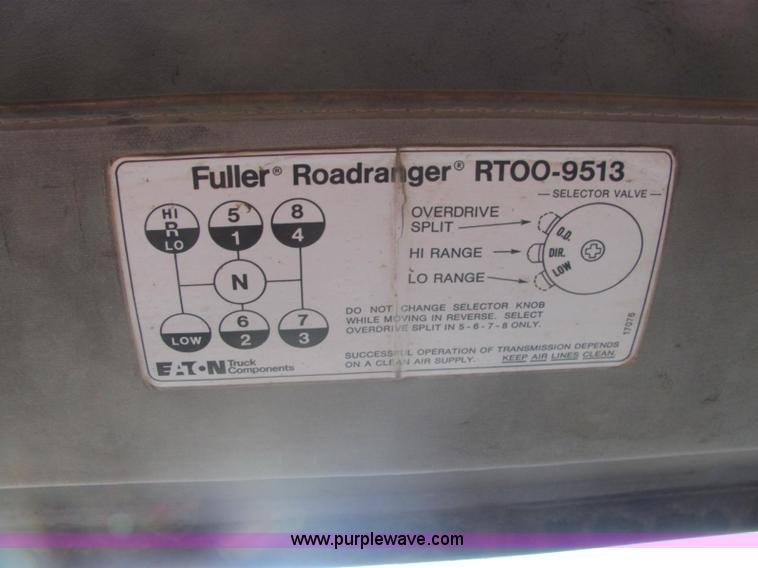 Fuller® Roadranger® RTOO-9513
— SELECTOR VALVE —
HI
R
LO
5
1
8
4
N
LOW
6
2
7
3
OVERDRIVE
SPLIT
HI RANGE
LO RANGE
O.D.
DIR.
LOW
DO NOT CHANGE SELECTOR KNOB
WHILE MOVING IN REVERSE. SELECT
OVERDRIVE SPLIT IN 5-6-7-8 ONLY.
SUCCESSFUL OPERATION OF TRANSMISSION DEPENDS
ON A CLEAN AIR SUPPLY. KEEP AIR LINES CLEAN.
17076
EAT•N Truck
Components
www.purplewave.com